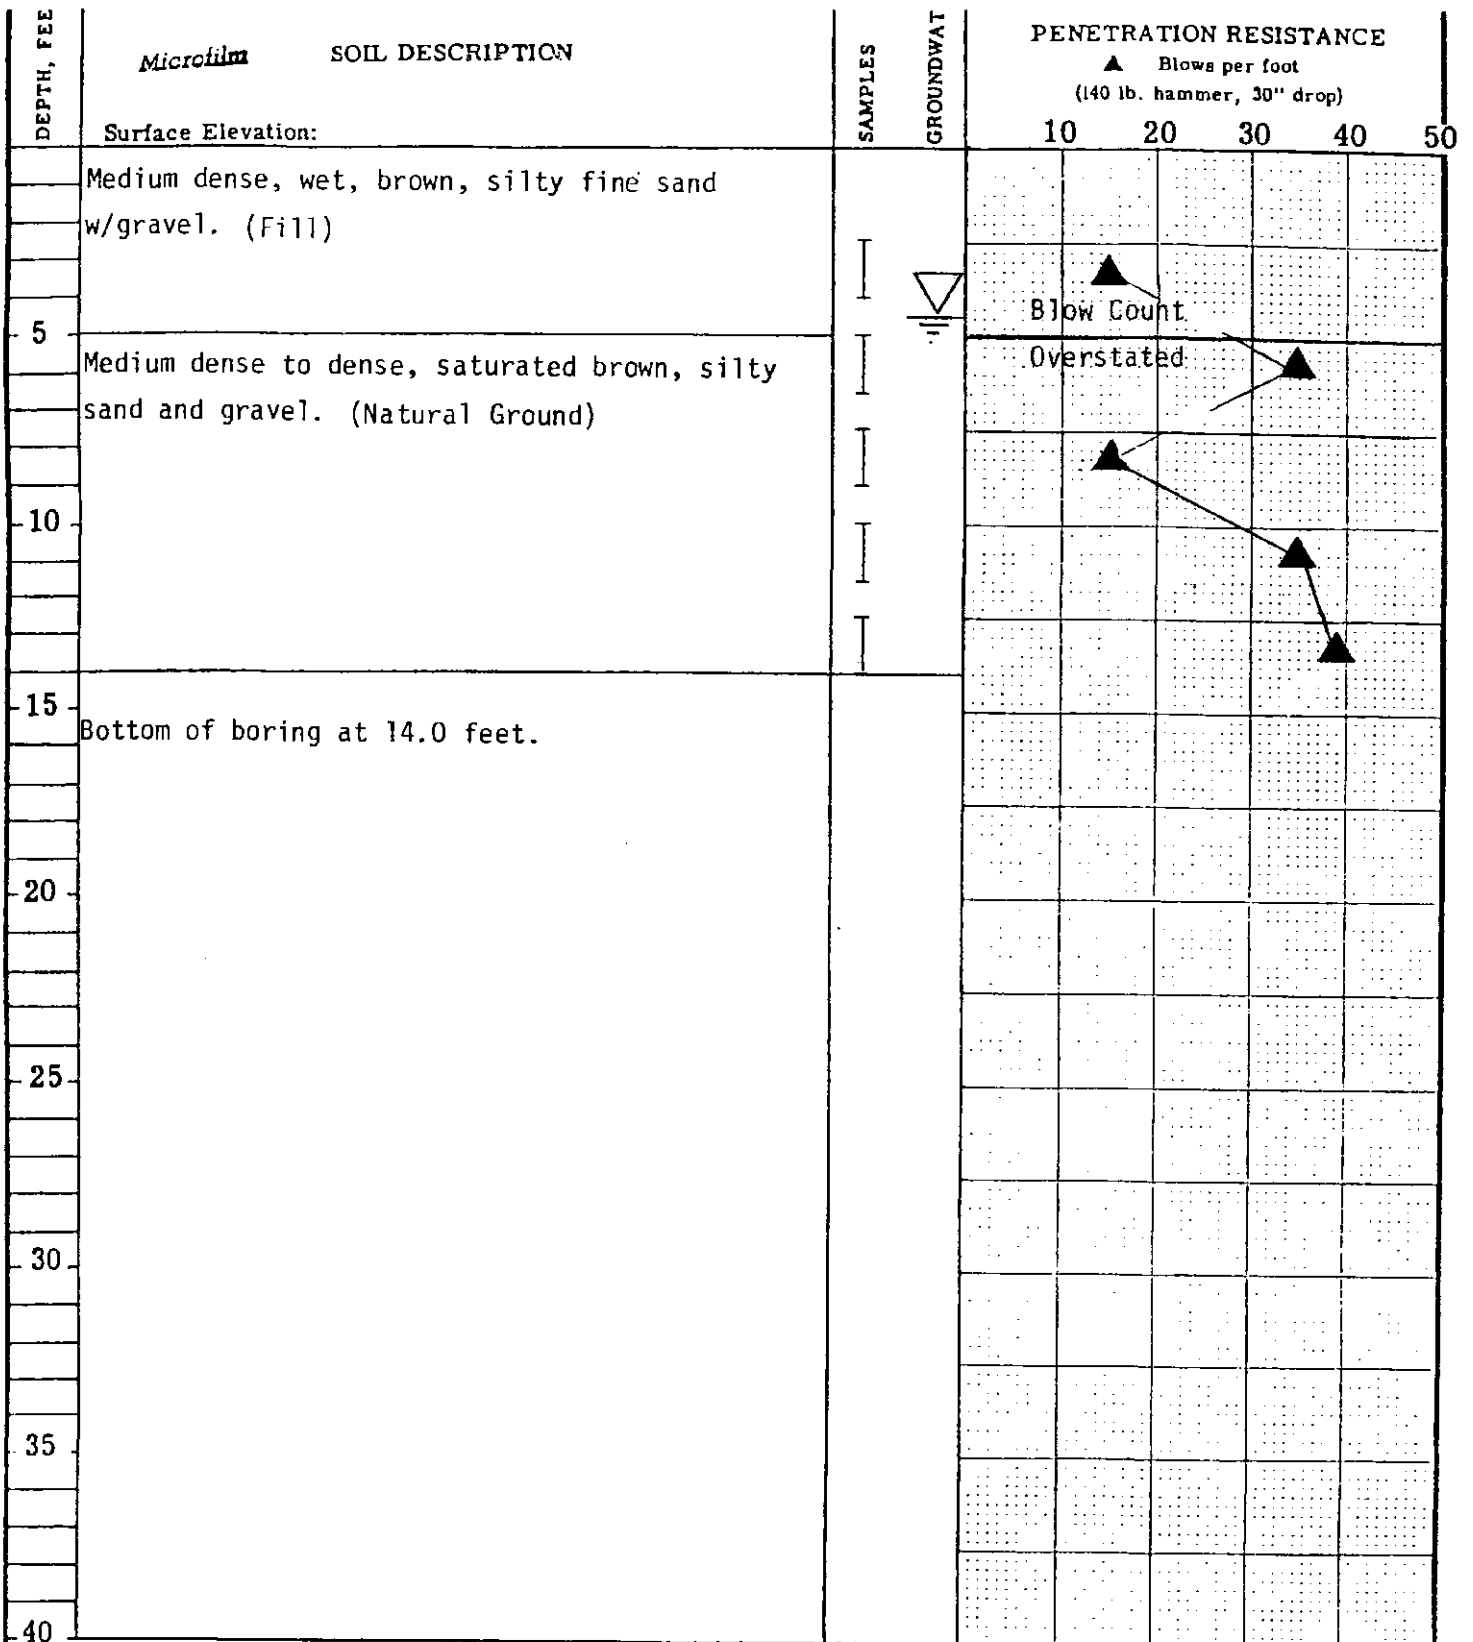 DEPTH, FEE
Microfilm
SOIL DESCRIPTION
Surface Elevation:
SAMPLES
GROUNDWAT
PENETRATION RESISTANCE
▲ Blows per foot
(140 lb. hammer, 30" drop)
10 20 30 40 50
Medium dense, wet, brown, silty fine sand
w/gravel. (Fill)
Blow Count
5
Overstated
Medium dense to dense, saturated brown, silty
sand and gravel. (Natural Ground)
10
15
Bottom of boring at 14.0 feet.
20
25
30
35
40